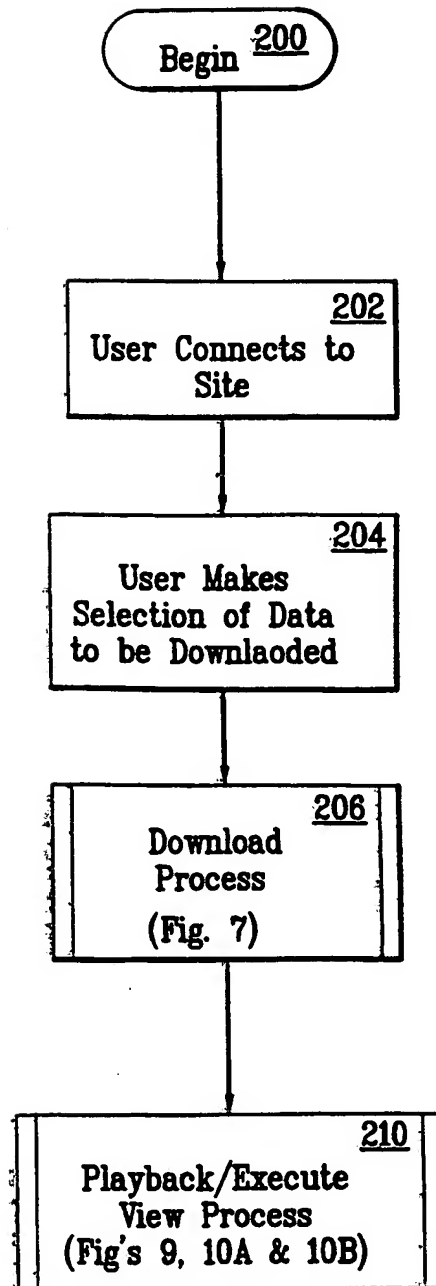 Begin 200
202
User Connects to
Site
204
User Makes
Selection of Data
to be Downlaoded
206
Download
Process
(Fig. 7)
210
Playback/Execute
View Process
(Fig's 9, 10A & 10B)